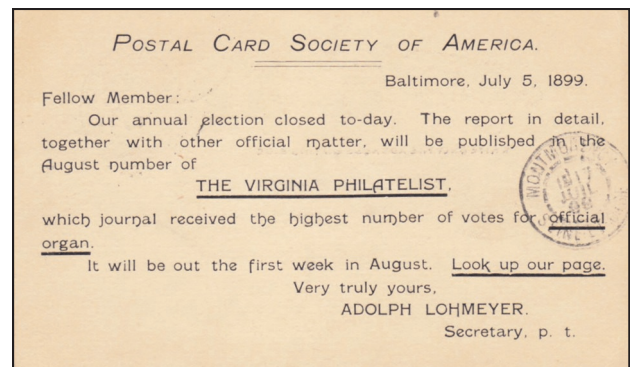 POSTAL CARD SOCIETY OF AMERICA.
Baltimore, July 5, 1899.
Fellow Member:
Our annual election closed to-day. The report in detail,
together with other official matter, will be published in the
August number of
THE VIRGINIA PHILATELIST,
which journal received the highest number of votes for official
organ.
It will be out the first week in August. Look up our page.
Very truly yours,
ADOLPH LOHMEYER.
Secretary, p. t.